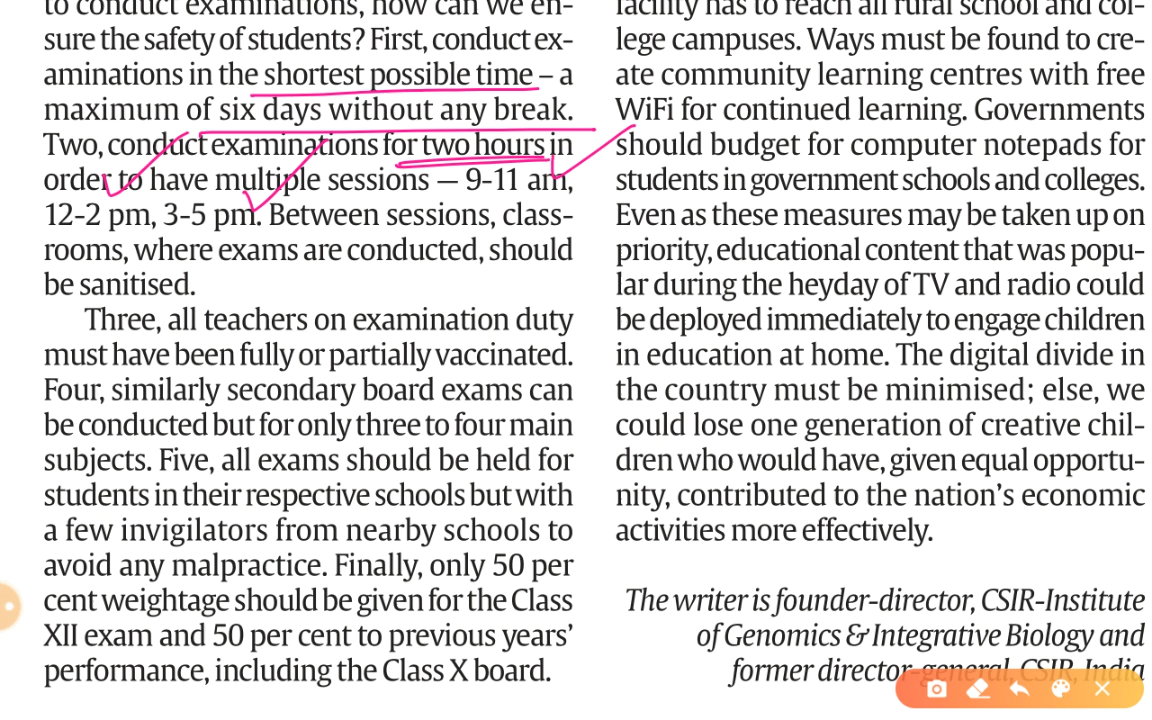 to conduct examinations, how can we en-
sure the safety of students? First, conduct ex-
aminations in the shortest possible time – a
maximum of six days without any break.
Two, conduct examinations for two hours in
order to have multiple sessions — 9-11 am,
12-2 pm, 3-5 pm. Between sessions, class-
rooms, where exams are conducted, should
be sanitised.
Three, all teachers on examination duty
must have been fully or partially vaccinated.
Four, similarly secondary board exams can
be conducted but for only three to four main
subjects. Five, all exams should be held for
students in their respective schools but with
a few invigilators from nearby schools to
avoid any malpractice. Finally, only 50 per
cent weightage should be given for the Class
XII exam and 50 per cent to previous years’
performance, including the Class X board.
facility has to reach all rural school and col-
lege campuses. Ways must be found to cre-
ate community learning centres with free
WiFi for continued learning. Governments
should budget for computer notepads for
students in government schools and colleges.
Even as these measures may be taken up on
priority, educational content that was popu-
lar during the heyday of TV and radio could
be deployed immediately to engage children
in education at home. The digital divide in
the country must be minimised; else, we
could lose one generation of creative chil-
dren who would have, given equal opportu-
nity, contributed to the nation’s economic
activities more effectively.
The writer is founder-director, CSIR-Institute
of Genomics & Integrative Biology and
former director-general, CSIR, India